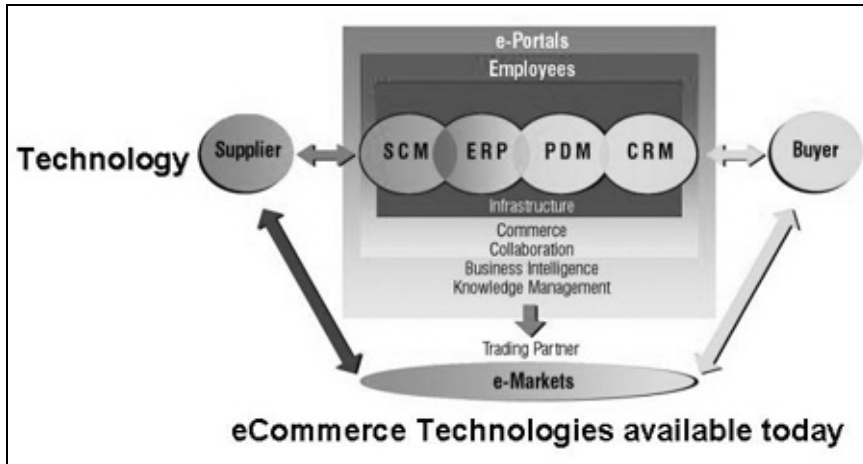 e-Portals
Employees
Technology
Supplier
SCM
ERP
PDM
CRM
Buyer
Infrastructure
Commerce
Collaboration
Business Intelligence
Knowledge Management
Trading Partner
e-Markets
eCommerce Technologies available today